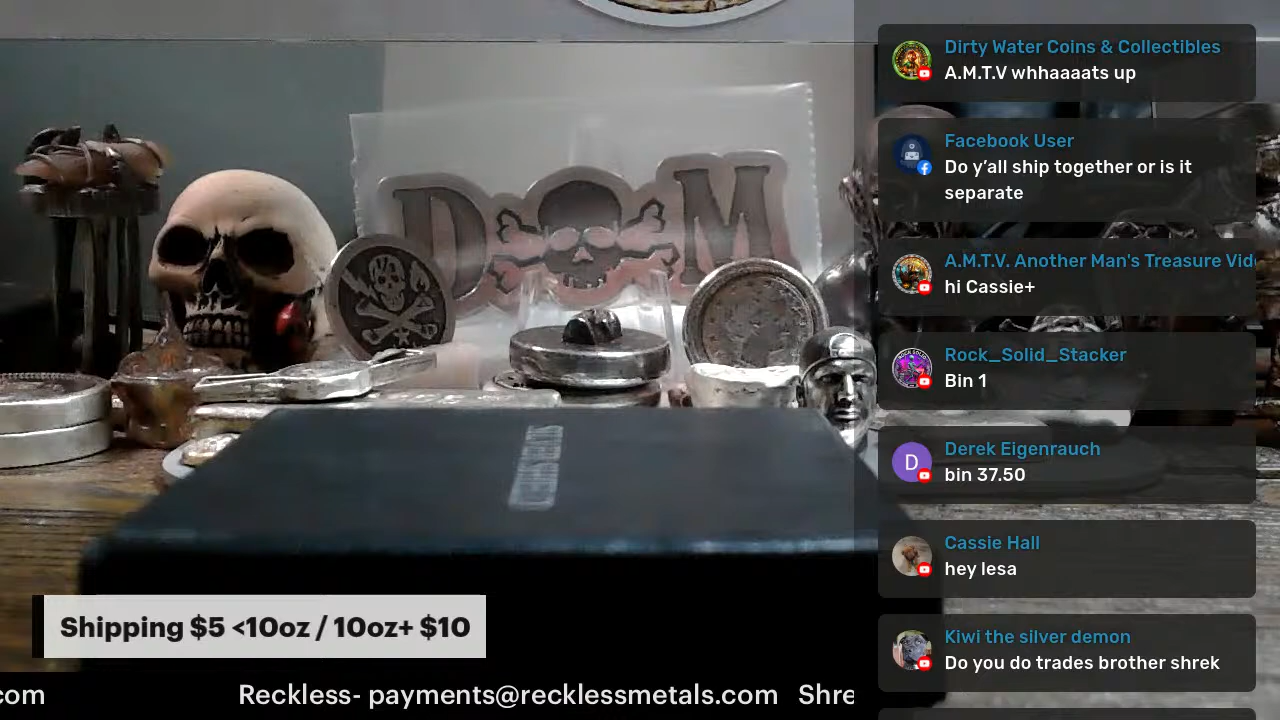 D M
Dirty Water Coins & Collectibles
A.M.T.V whhaaaats up
Facebook User
Do y’all ship together or is it
separate
A.M.T.V. Another Man's Treasure Vid
hi Cassie+
Rock_Solid_Stacker
Bin 1
Derek Eigenrauch
D
bin 37.50
Cassie Hall
hey lesa
Kiwi the silver demon
Do you do trades brother shrek
Shipping $5 <10oz / 10oz+ $10
com Reckless- payments@recklessmetals.com Shre